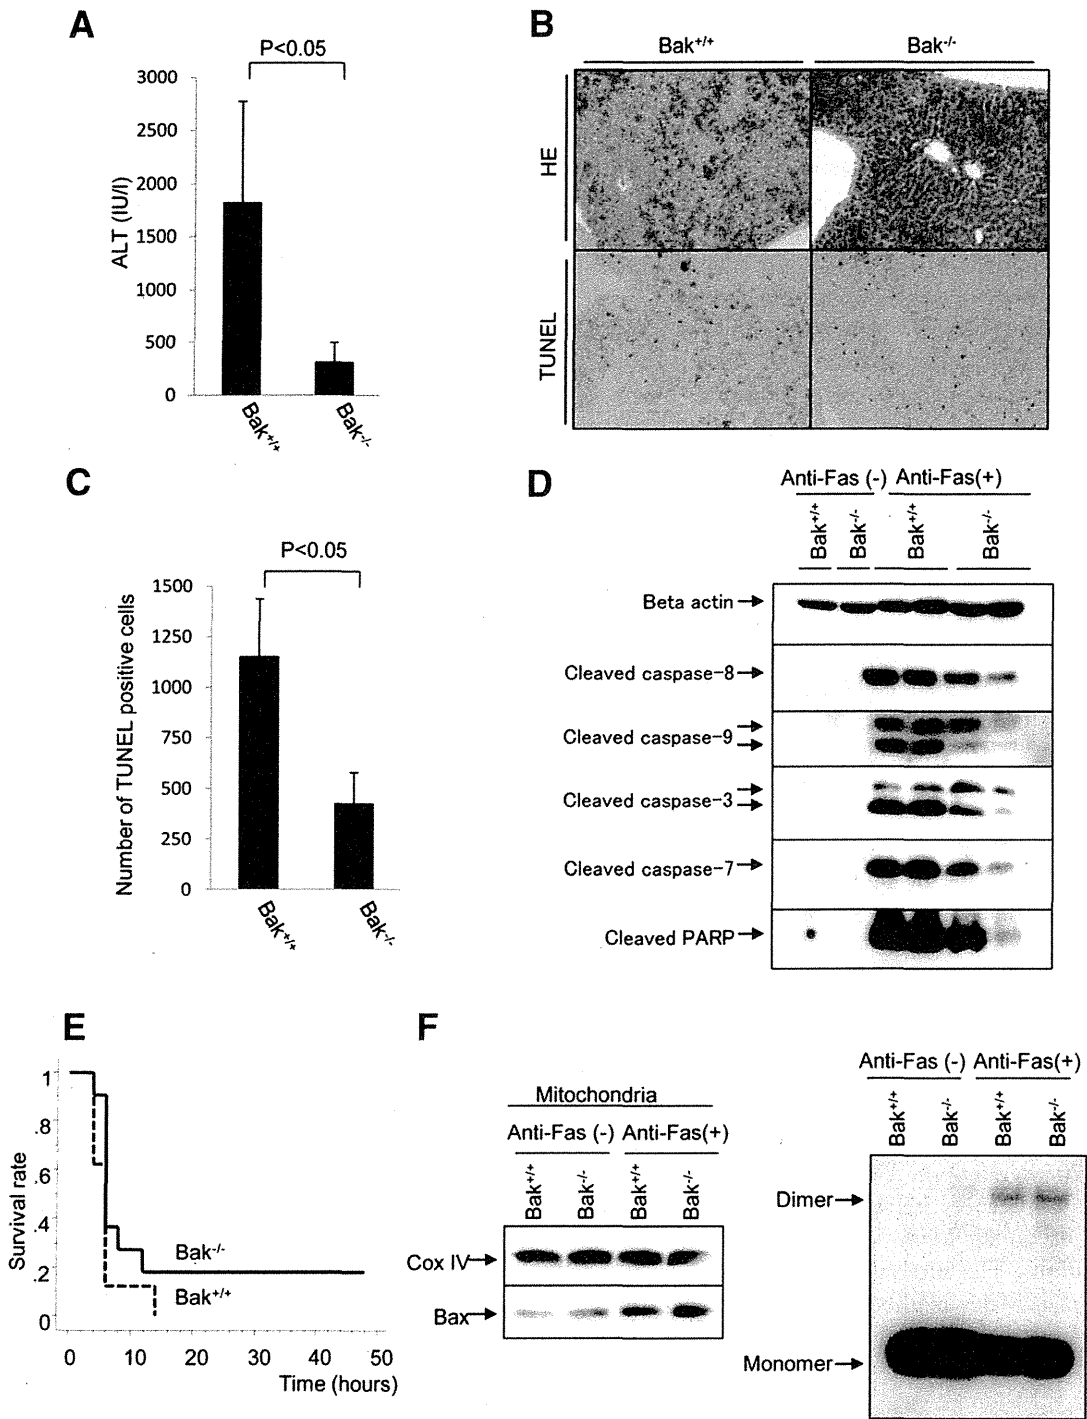 A
P<0.05
3000
2500
2000
1500
1000
500
0
ALT (IU/l)
Bak+/+
Bak-/-
B
Bak+/+
Bak-/-
HE
TUNEL
C
P<0.05
1500
1250
1000
750
500
250
0
Number of TUNEL positive cells
Bak+/+
Bak-/-
D
Anti-Fas (-)
Anti-Fas(+)
Bak+/+
Bak-/-
Bak+/+
Bak-/-
Beta actin
Cleaved caspase-8
Cleaved caspase-9
Cleaved caspase-3
Cleaved caspase-7
Cleaved PARP
E
1
.8
.6
.4
.2
0
Survival rate
Bak-/-
Bak+/+
0 10 20 30 40 50
Time (hours)
F
Mitochondria
Anti-Fas (-) Anti-Fas(+)
Bak+/+
Bak-/-
Bak+/+
Bak-/-
Cox IV
Bax
Anti-Fas (-) Anti-Fas(+)
Bak+/+
Bak-/-
Bak+/+
Bak-/-
Dimer
Monomer